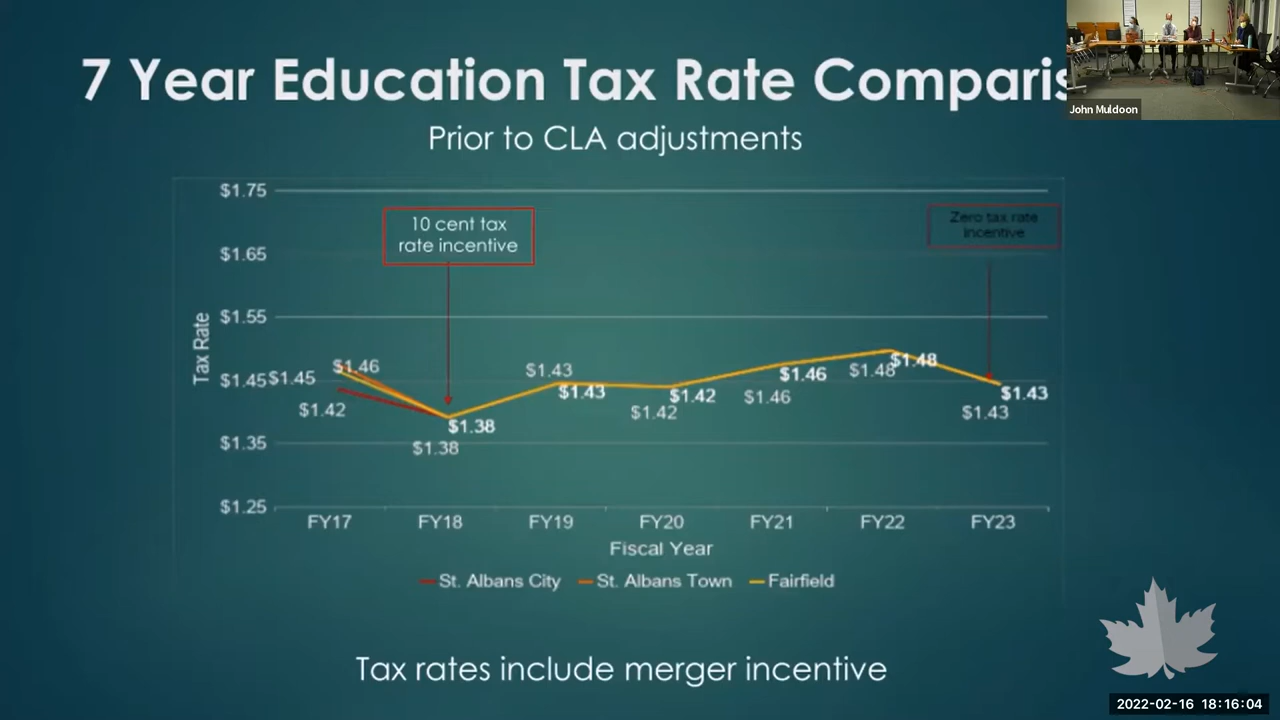 7 Year Education Tax Rate Comparis
John Muldoon
Prior to CLA adjustments
$1.75
10 cent tax
rate incentive
Zero tax rate
incentive
$1.65
$1.55
$1.45
$1.35
$1.25
Tax Rate
$1.45
$1.46
$1.42
$1.38
$1.38
$1.43
$1.43
$1.42
$1.42
$1.46
$1.46
$1.48
$1.48
$1.43
$1.43
FY17 FY18 FY19 FY20 FY21 FY22 FY23
Fiscal Year
St. Albans City St. Albans Town Fairfield
Tax rates include merger incentive
2022-02-16 18:16:04